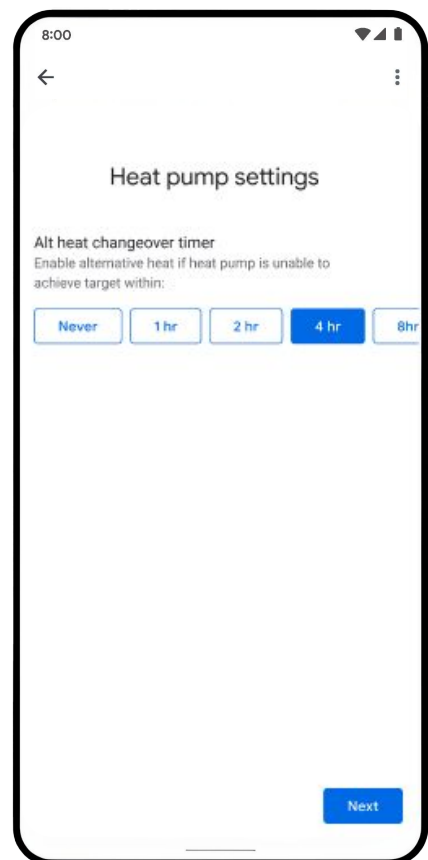 8:00
Heat pump settings
Alt heat changeover timer
Enable alternative heat if heat pump is unable to
achieve target within:
Never 1 hr 2 hr 4 hr 8hr
Next